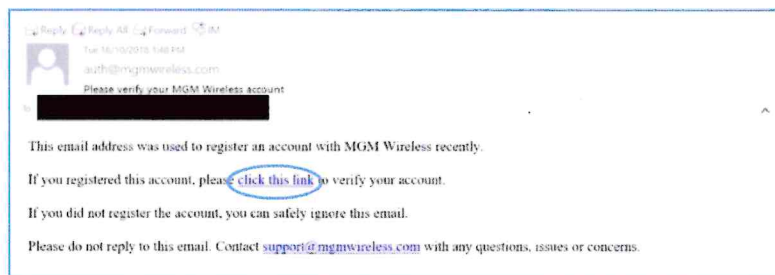 Reply Reply All Forward IM
Tue 16/10/2018 1:48 PM
auth@mgmwireless.com
Please verify your MGM Wireless account
To
This email address was used to register an account with MGM Wireless recently.
If you registered this account, please click this link to verify your account.
If you did not register the account, you can safely ignore this email.
Please do not reply to this email. Contact support@mgmwireless.com with any questions, issues or concerns.